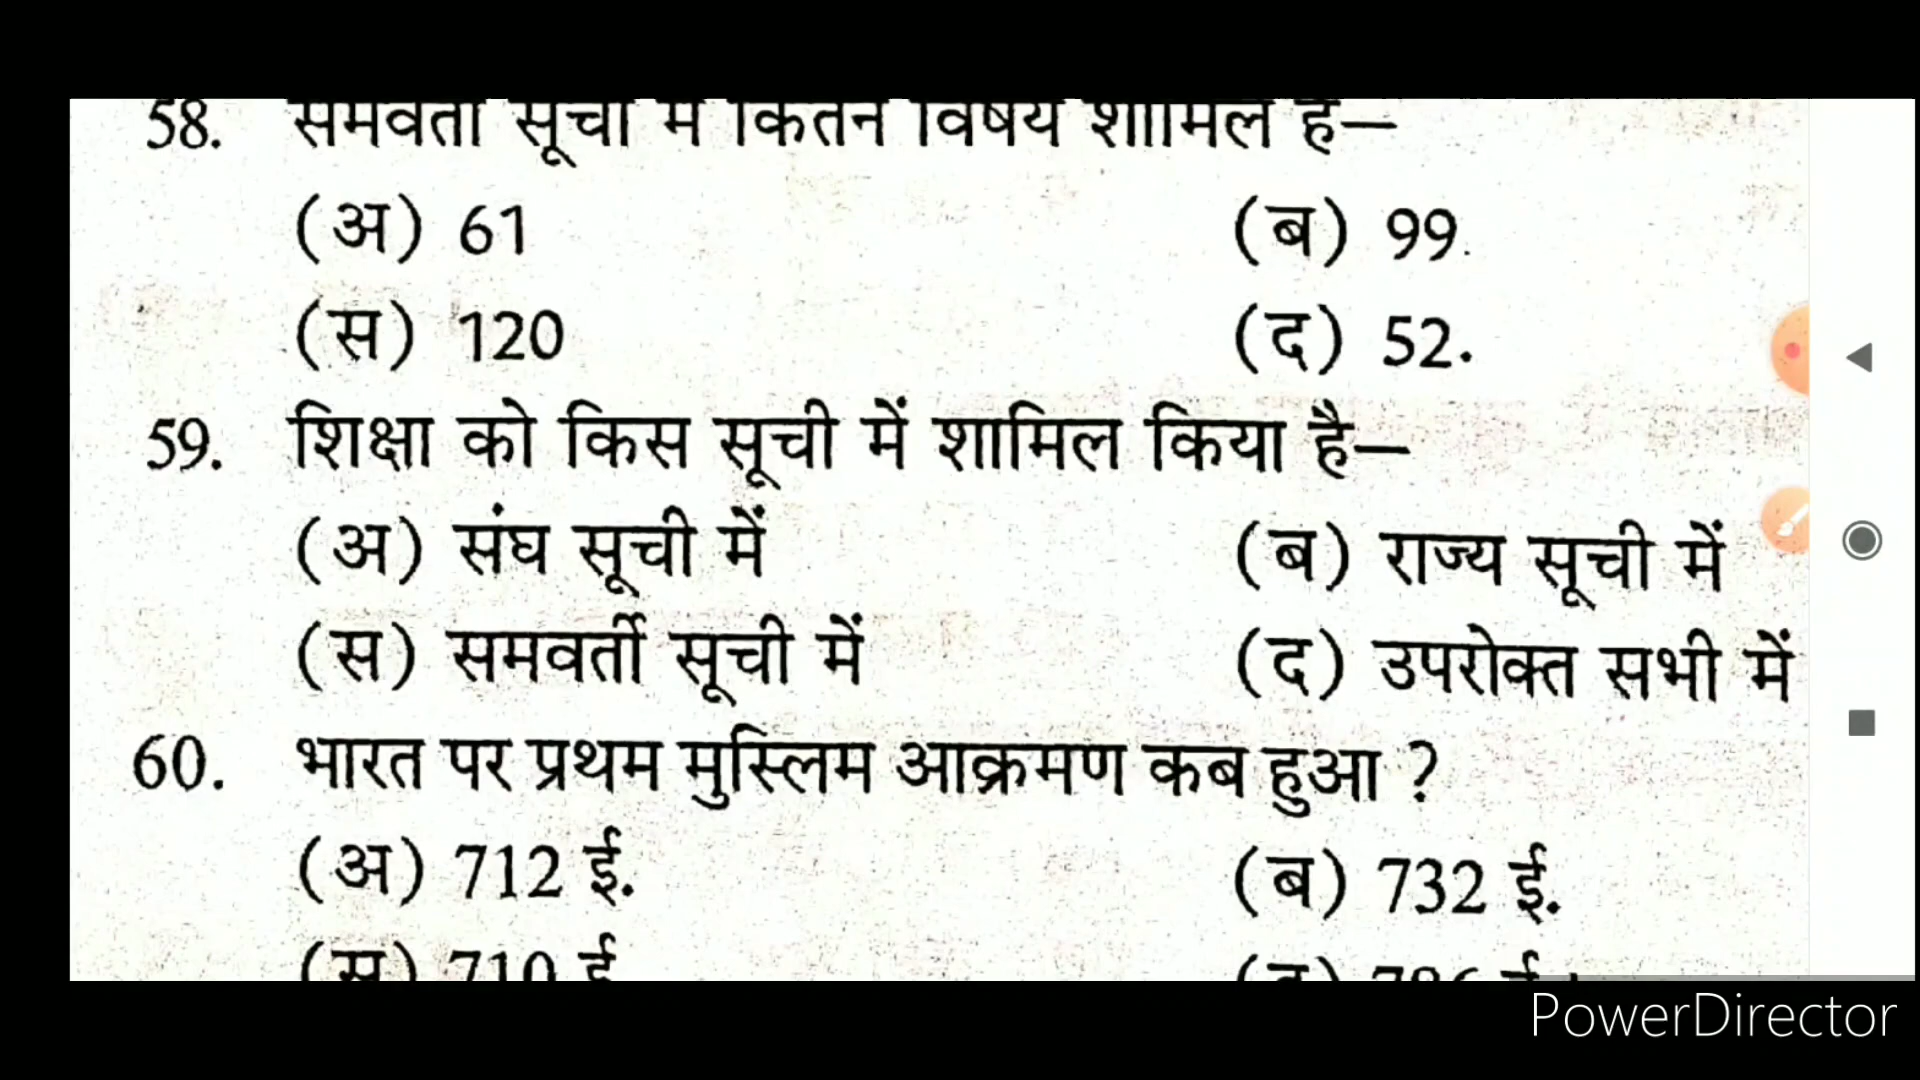 58. समवर्ती सूची में कितने विषय शामिल हैं—
(अ) 61 (ब) 99.
(स) 120 (द) 52.
59. शिक्षा को किस सूची में शामिल किया है—
(अ) संघ सूची में (ब) राज्य सूची में
(स) समवर्ती सूची में (द) उपरोक्त सभी में
60. भारत पर प्रथम मुस्लिम आक्रमण कब हुआ ?
(अ) 712 ई. (ब) 732 ई.
(स) 710 ई.
PowerDirector